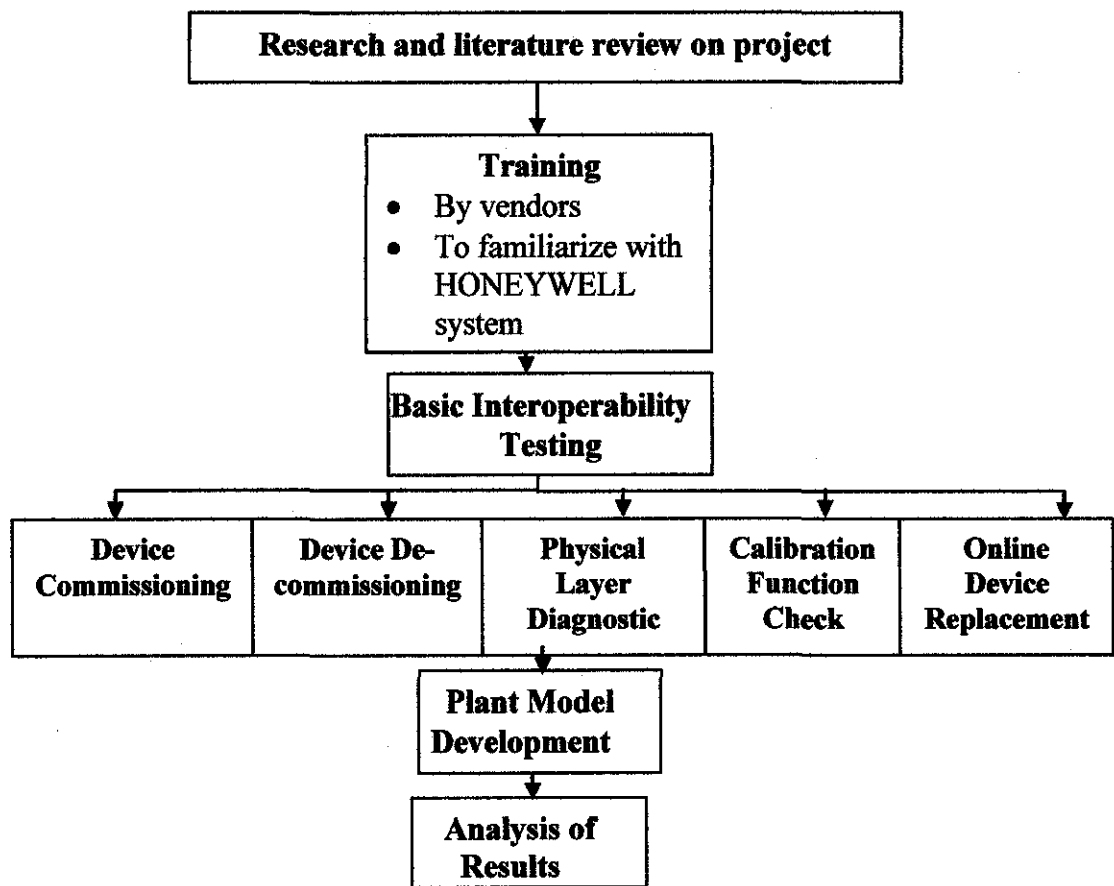 Research and literature review on project
Training
• By vendors
• To familiarize with
HONEYWELL
system
Basic Interoperability
Testing
Device
Commissioning
Device De-
commissioning
Physical
Layer
Diagnostic
Calibration
Function
Check
Online
Device
Replacement
Plant Model
Development
Analysis of
Results